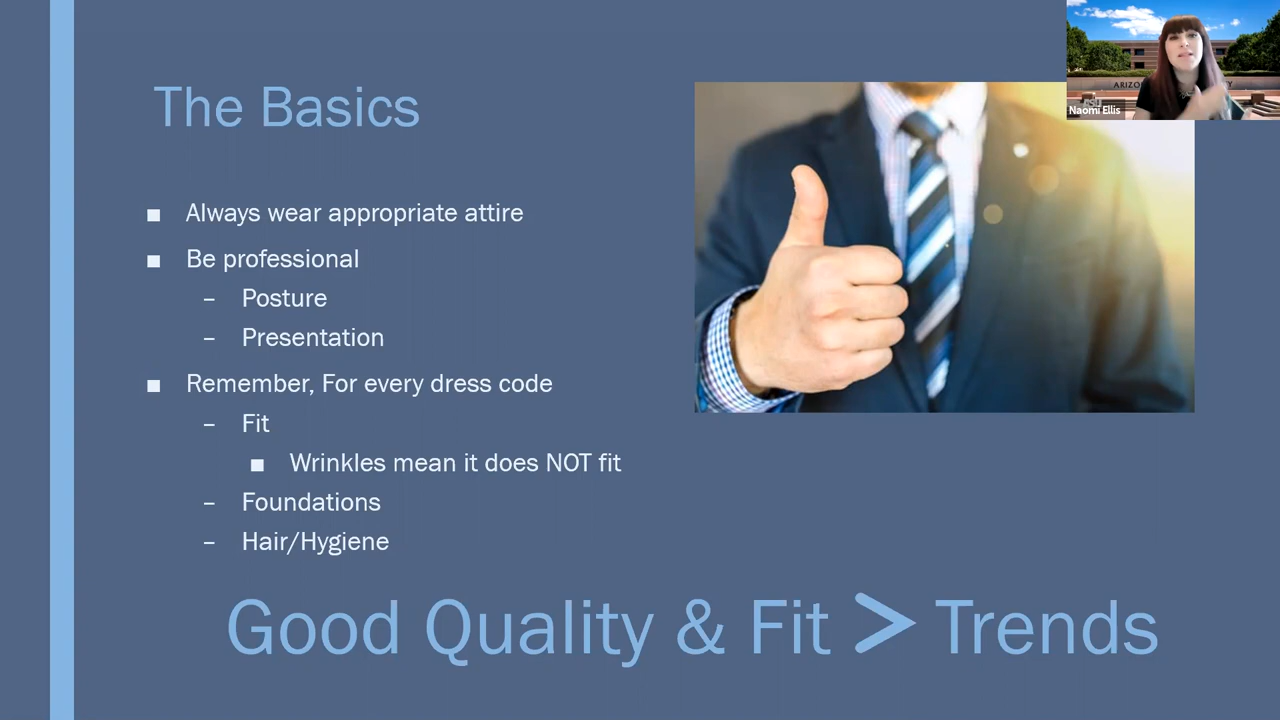 The Basics
Always wear appropriate attire
Be professional
– Posture
– Presentation
Remember, For every dress code
– Fit
Wrinkles mean it does NOT fit
– Foundations
– Hair/Hygiene
Good Quality & Fit > Trends
ASU
Naomi Ellis